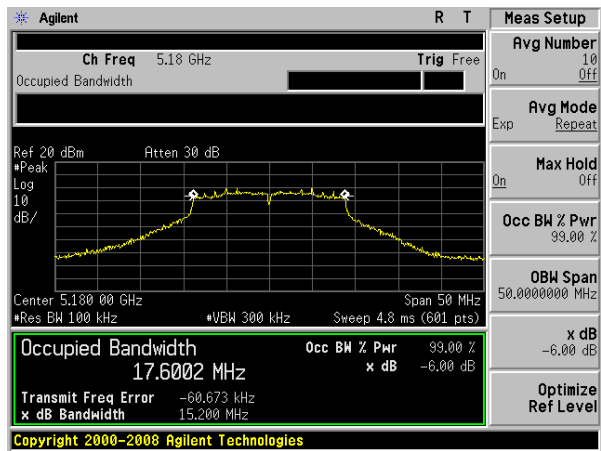 Agilent R T
Ch Freq 5.18 GHz Trig Free
Occupied Bandwidth
Ref 20 dBm Atten 30 dB
#Peak
Log
10
dB/
Center 5.180 00 GHz Span 50 MHz
#Res BW 100 kHz #VBW 300 kHz Sweep 4.8 ms (601 pts)
Occupied Bandwidth Occ BW % Pwr 99.00 %
17.6002 MHz x dB -6.00 dB
Transmit Freq Error -60.673 kHz
x dB Bandwidth 15.200 MHz
Copyright 2000-2008 Agilent Technologies
Meas Setup
Avg Number
10
On Off
Avg Mode
Exp Repeat
Max Hold
On Off
Occ BW % Pwr
99.00 %
OBW Span
50.0000000 MHz
x dB
-6.00 dB
Optimize
Ref Level